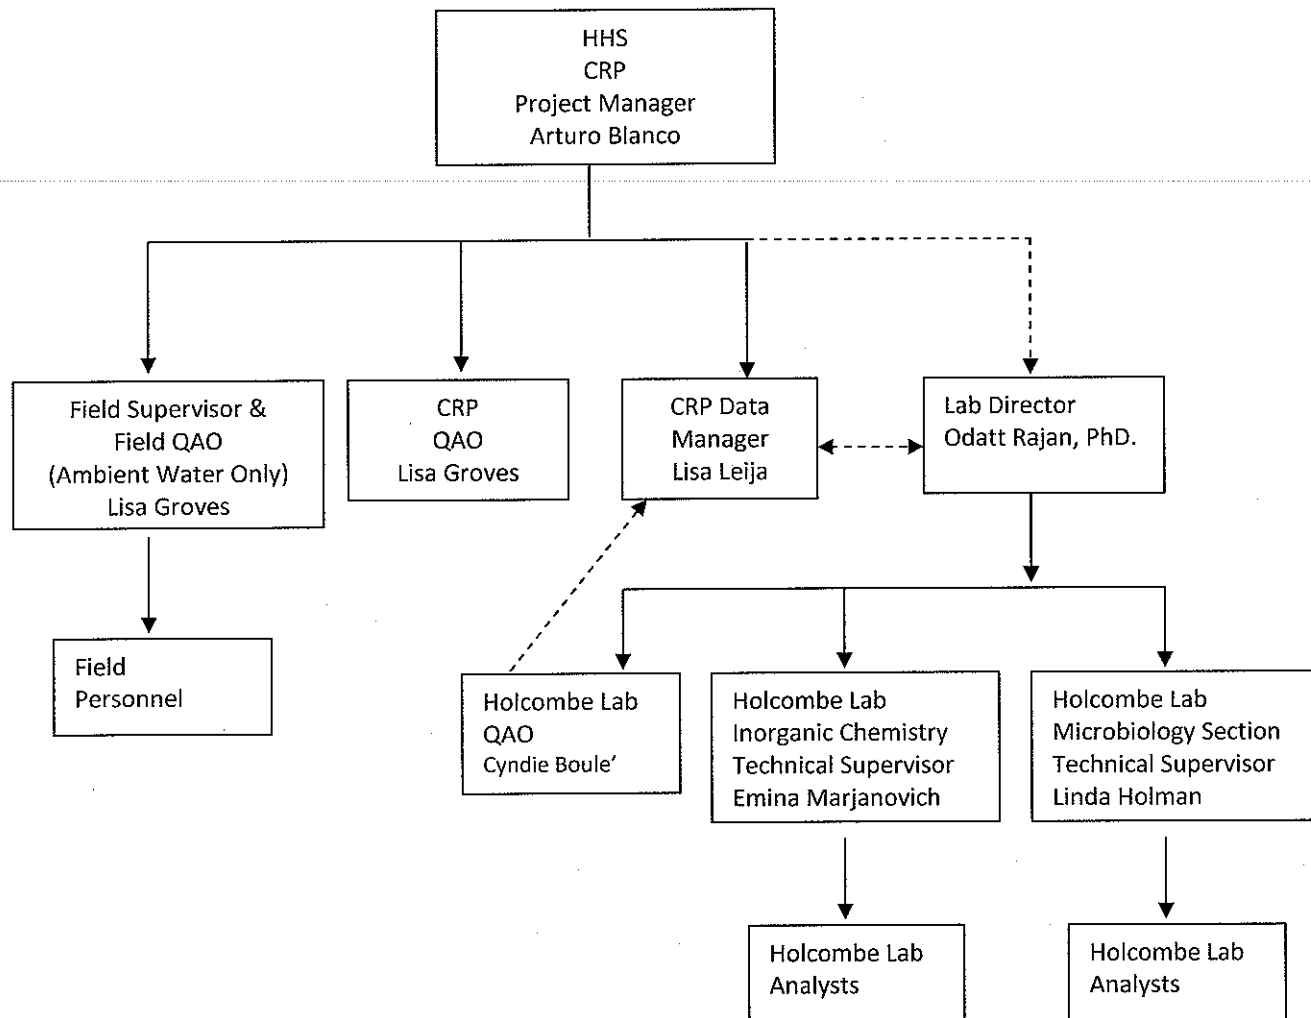 HHS
CRP
Project Manager
Arturo Blanco
Field Supervisor &
Field QAO
(Ambient Water Only)
Lisa Groves
CRP
QAO
Lisa Groves
CRP Data
Manager
Lisa Leija
Lab Director
Odatt Rajan, PhD.
Field
Personnel
Holcombe Lab
QAO
Cyndie Boule'
Holcombe Lab
Inorganic Chemistry
Technical Supervisor
Emina Marjanovich
Holcombe Lab
Microbiology Section
Technical Supervisor
Linda Holman
Holcombe Lab
Analysts
Holcombe Lab
Analysts